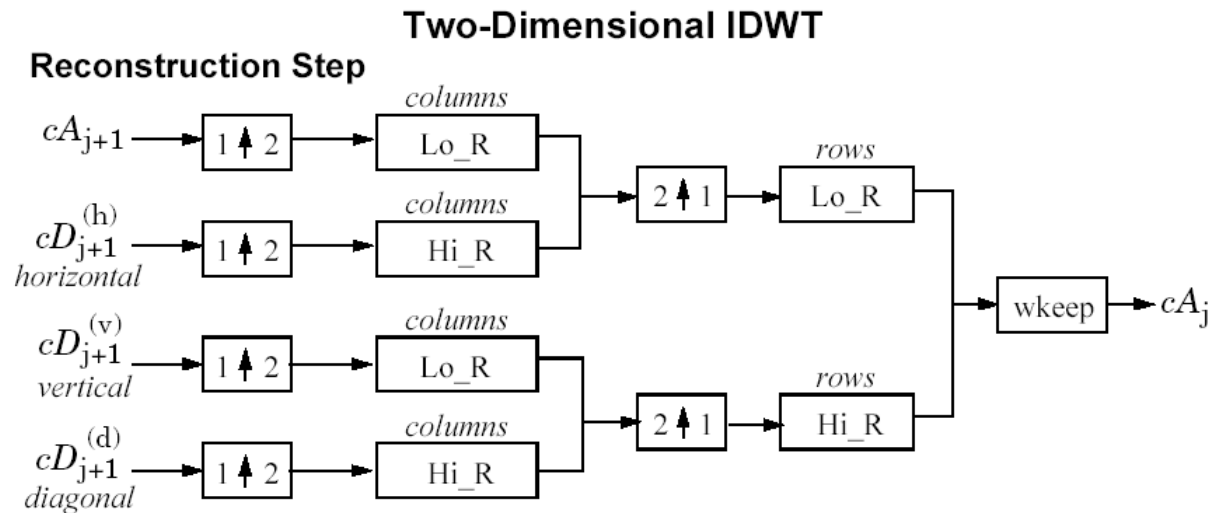 Two-Dimensional IDWT
Reconstruction Step
columns
cA_{j+1} 1 ↑ 2 Lo_R
rows
2 ↑ 1 Lo_R
columns
cD_{j+1}^{(h)} 1 ↑ 2 Hi_R
horizontal
wkeep cA_j
columns
cD_{j+1}^{(v)} 1 ↑ 2 Lo_R
vertical
rows
2 ↑ 1 Hi_R
columns
cD_{j+1}^{(d)} 1 ↑ 2 Hi_R
diagonal